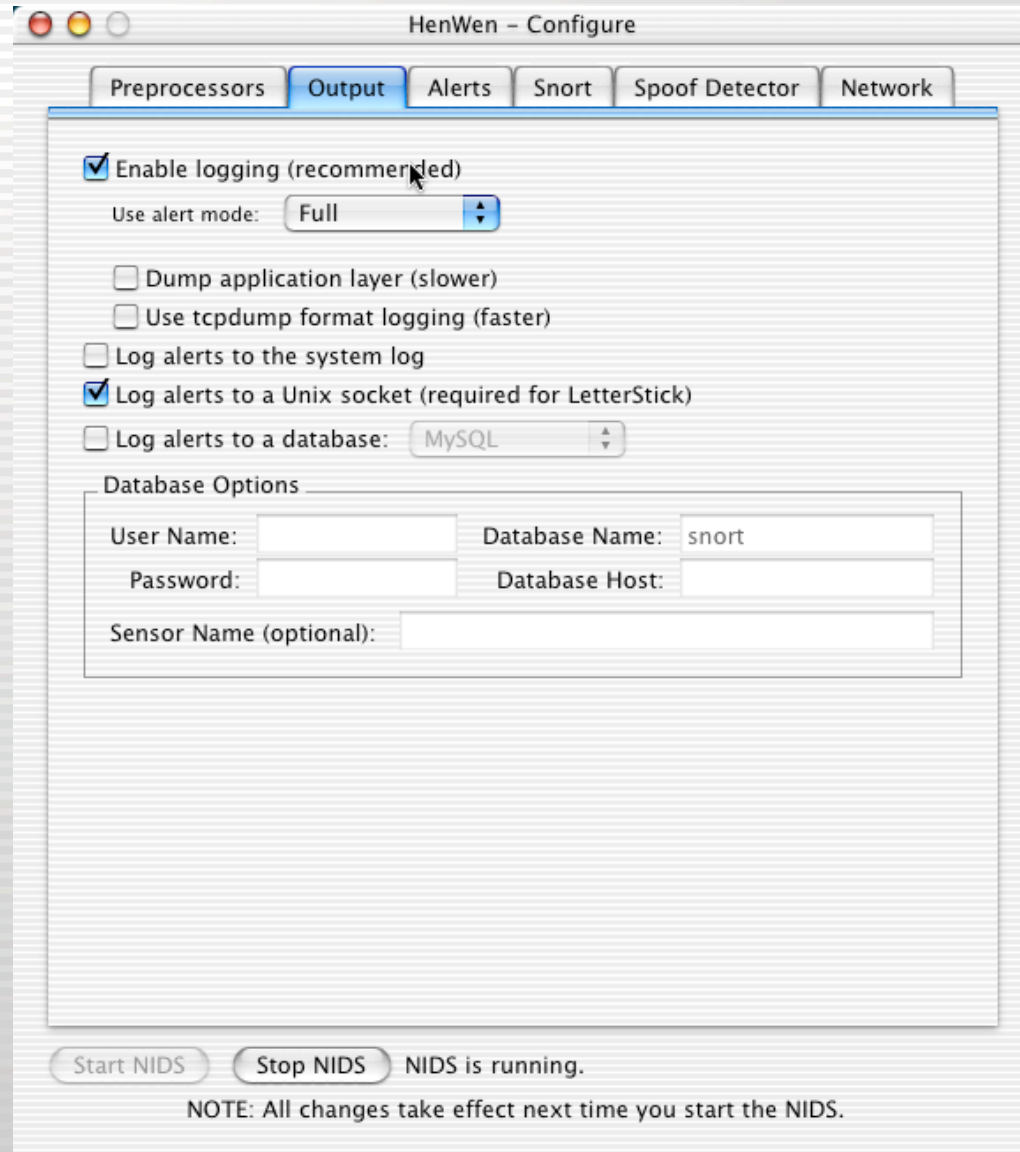 HenWen – Configure
Preprocessors Output Alerts Snort Spoof Detector Network
Enable logging (recommended)
Use alert mode: Full
Dump application layer (slower)
Use tcpdump format logging (faster)
Log alerts to the system log
Log alerts to a Unix socket (required for LetterStick)
Log alerts to a database: MySQL
Database Options
User Name: Database Name: snort
Password: Database Host:
Sensor Name (optional):
Start NIDS Stop NIDS NIDS is running.
NOTE: All changes take effect next time you start the NIDS.